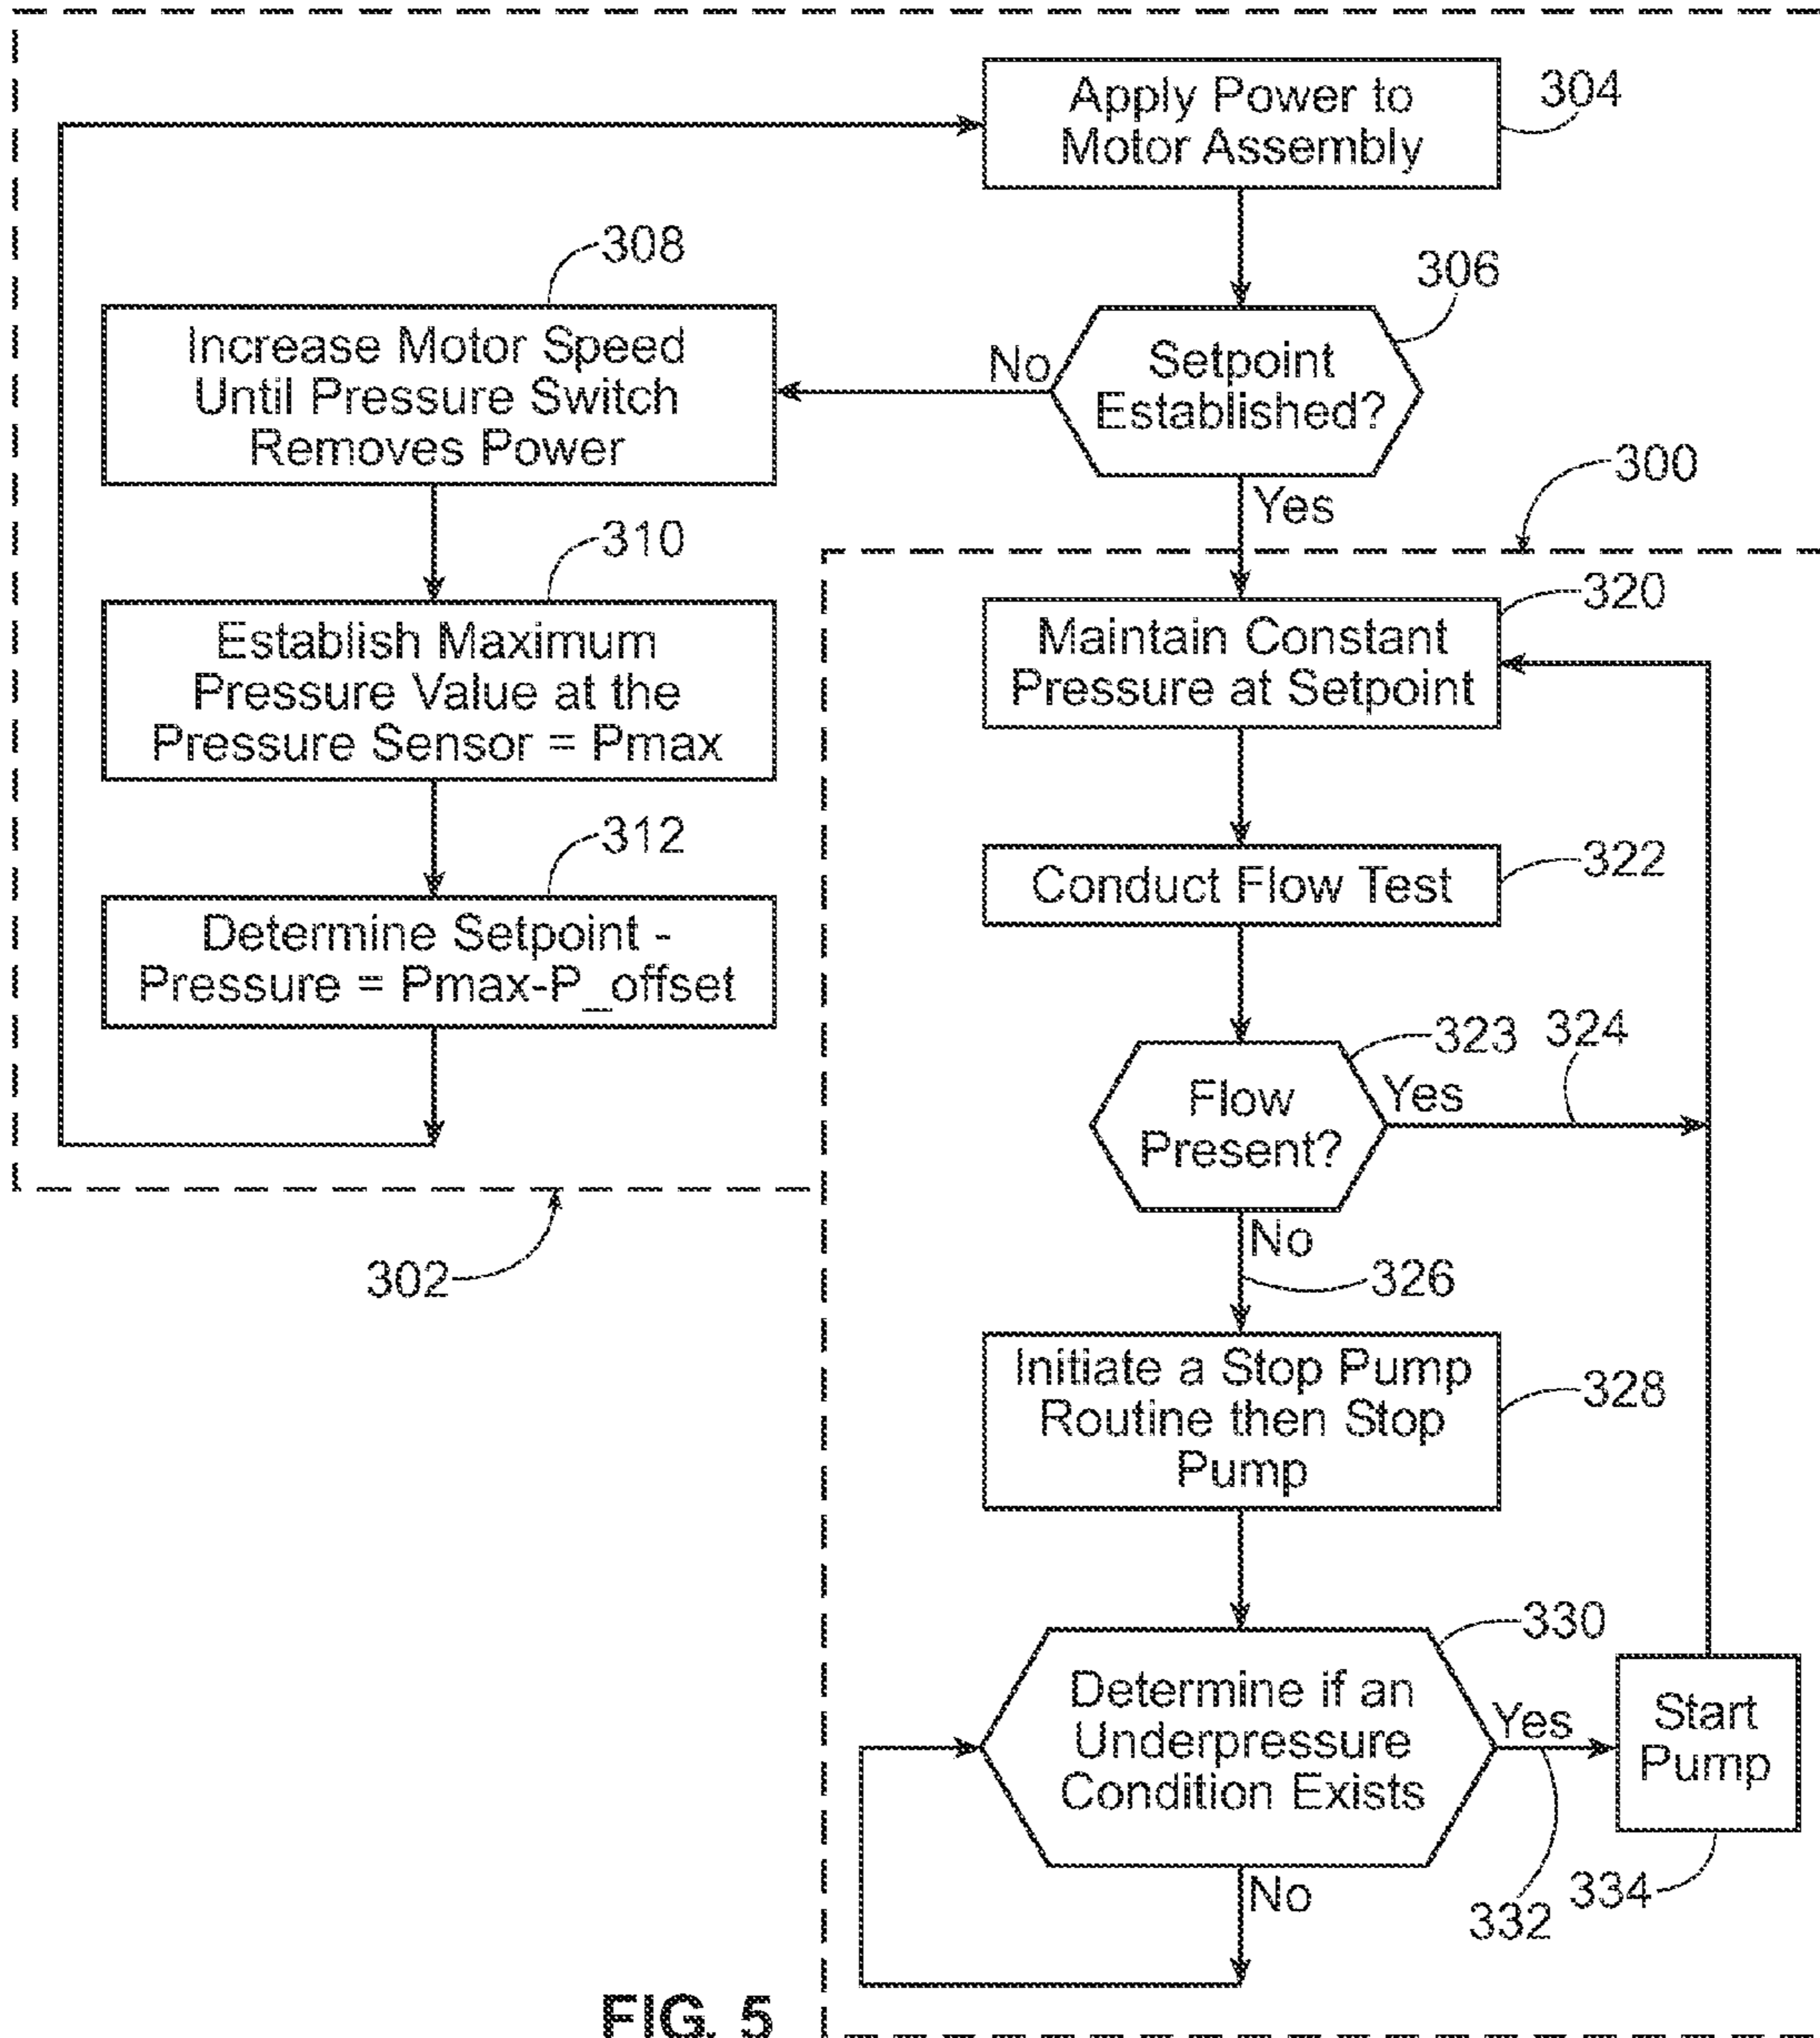 Apply Power to
Motor Assembly
304
308
306
Increase Motor Speed
Until Pressure Switch
Removes Power
No
Setpoint
Established?
Yes
300
310
Establish Maximum
Pressure Value at the
Pressure Sensor = Pmax
320
Maintain Constant
Pressure at Setpoint
312
Determine Setpoint -
Pressure = Pmax-P_offset
Conduct Flow Test
322
323
324
Flow
Present?
Yes
No
302
326
Initiate a Stop Pump
Routine then Stop
Pump
328
330
Determine if an
Underpressure
Condition Exists
Yes
Start
Pump
No
332
334
FIG. 5